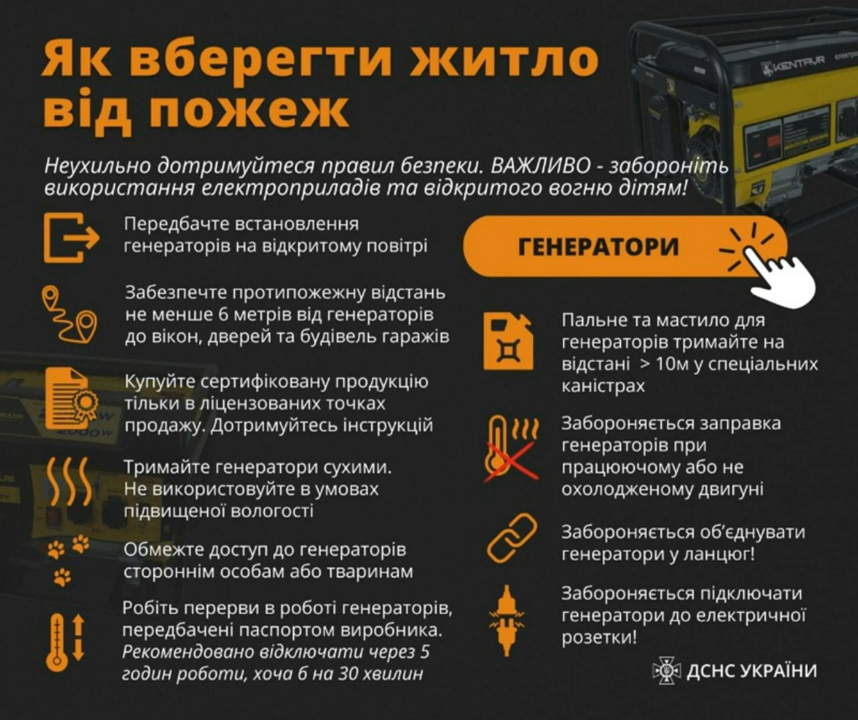 Як вберегти житло
від пожеж
Неухильно дотримуйтеся правил безпеки. ВАЖЛИВО - забороніть
використання електроприладів та відкритого вогню дітям!
Передбачте встановлення
генераторів на відкритому повітрі
Забезпечте протипожежну відстань
не менше 6 метрів від генераторів
до вікон, дверей та будівель гаражів
Купуйте сертифіковану продукцію
тільки в ліцензованих точках
продажу. Дотримуйтесь інструкцій
Тримайте генератори сухими.
Не використовуйте в умовах
підвищеної вологості
Обмежте доступ до генераторів
стороннім особам або тваринам
Робіть перерви в роботі генераторів,
передбачені паспортом виробника.
Рекомендовано відключати через 5
годин роботи, хоча б на 30 хвилин
KENTAVR
ГЕНЕРАТОРИ
Пальне та мастило для
генераторів тримайте на
відстані > 10м у спеціальних
каністрах
Забороняється заправка
генераторів при
працюючому або не
охолодженому двигуні
Забороняється об’єднувати
генератори у ланцюг!
Забороняється підключати
генератори до електричної
розетки!
ДСНС УКРАЇНИ